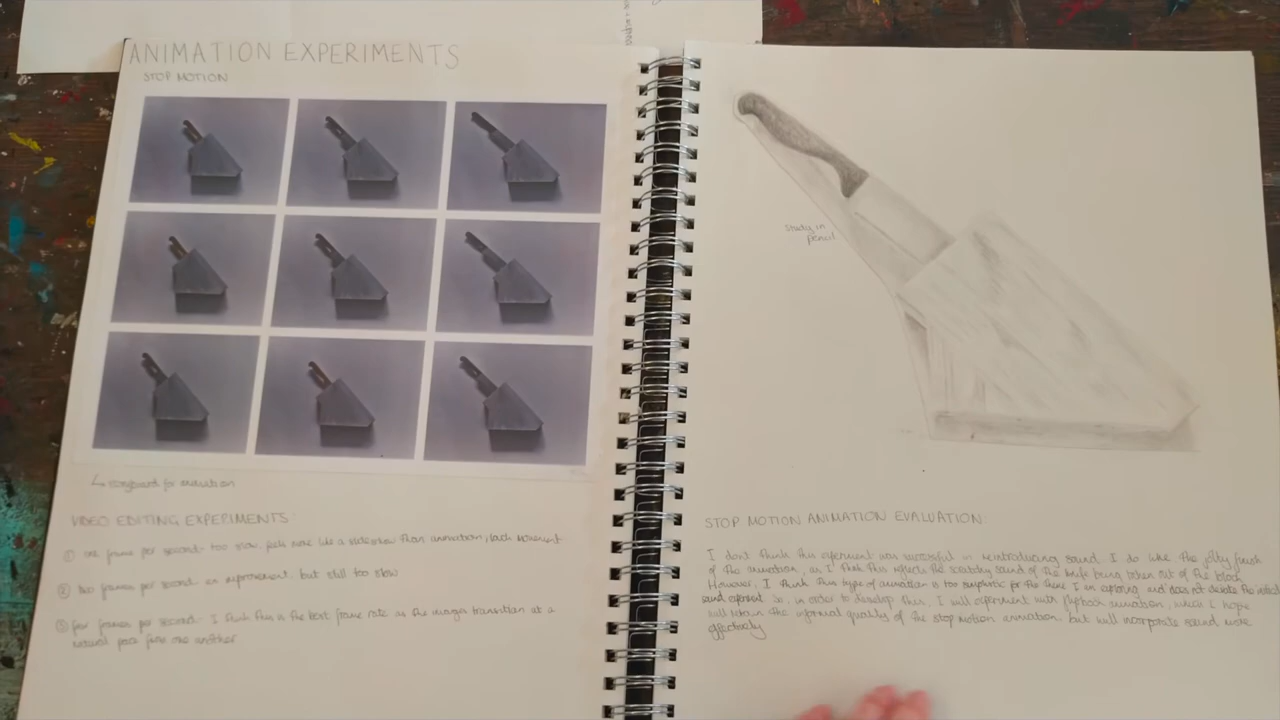 ANIMATION EXPERIMENTS
STOP MOTION
↳ storyboard for animation
VIDEO EDITING EXPERIMENTS:
① one frame per second - too slow. feels more like a slideshow than animation, lack movement
② two frames per second - an improvement, but still too slow
③ four frames per second - I think this is the best frame rate as the images transition at a
natural pace from one another
study in
pencil
STOP MOTION ANIMATION EVALUATION:
I don't think this experiment was successful in reintroducing sound. I do like the jolty finish
of the animation, as I think this reflects the scratchy sound of the knife being taken out of the block.
However, I think this type of animation is too simplistic for the theme I am exploring and does not
sound expressed. So, in order to develop this, I will experiment with flipbook animation, which I hope
will retain the informal quality of the stop motion animation but will incorporate sound more
effectively